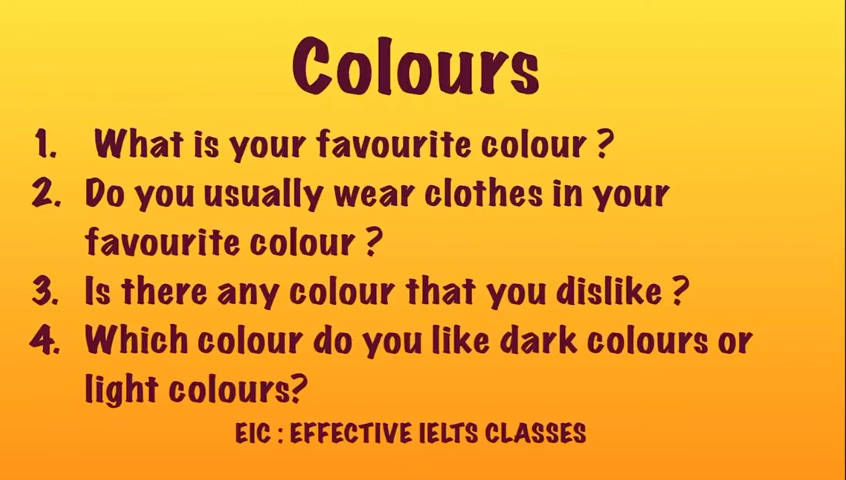 Colours
1. What is your favourite colour ?
2. Do you usually wear clothes in your
favourite colour ?
3. Is there any colour that you dislike ?
4. Which colour do you like dark colours or
light colours?
EIC : EFFECTIVE IELTS CLASSES